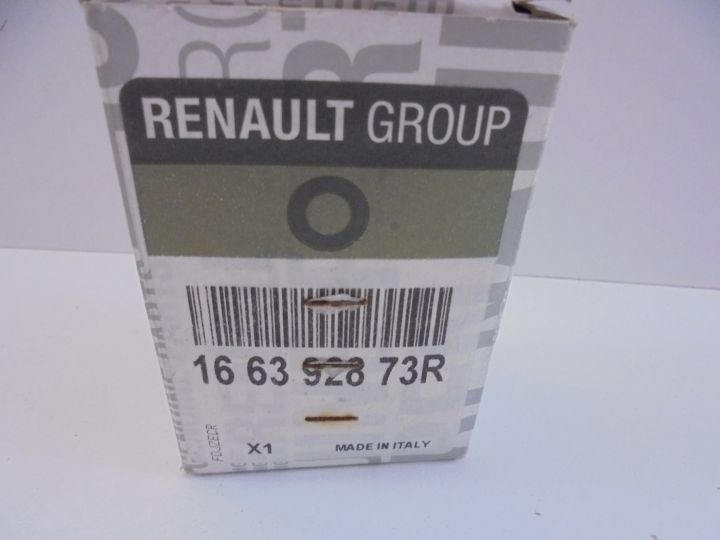 RENAULT GROUP
16 63 928 73R
X1
MADE IN ITALY